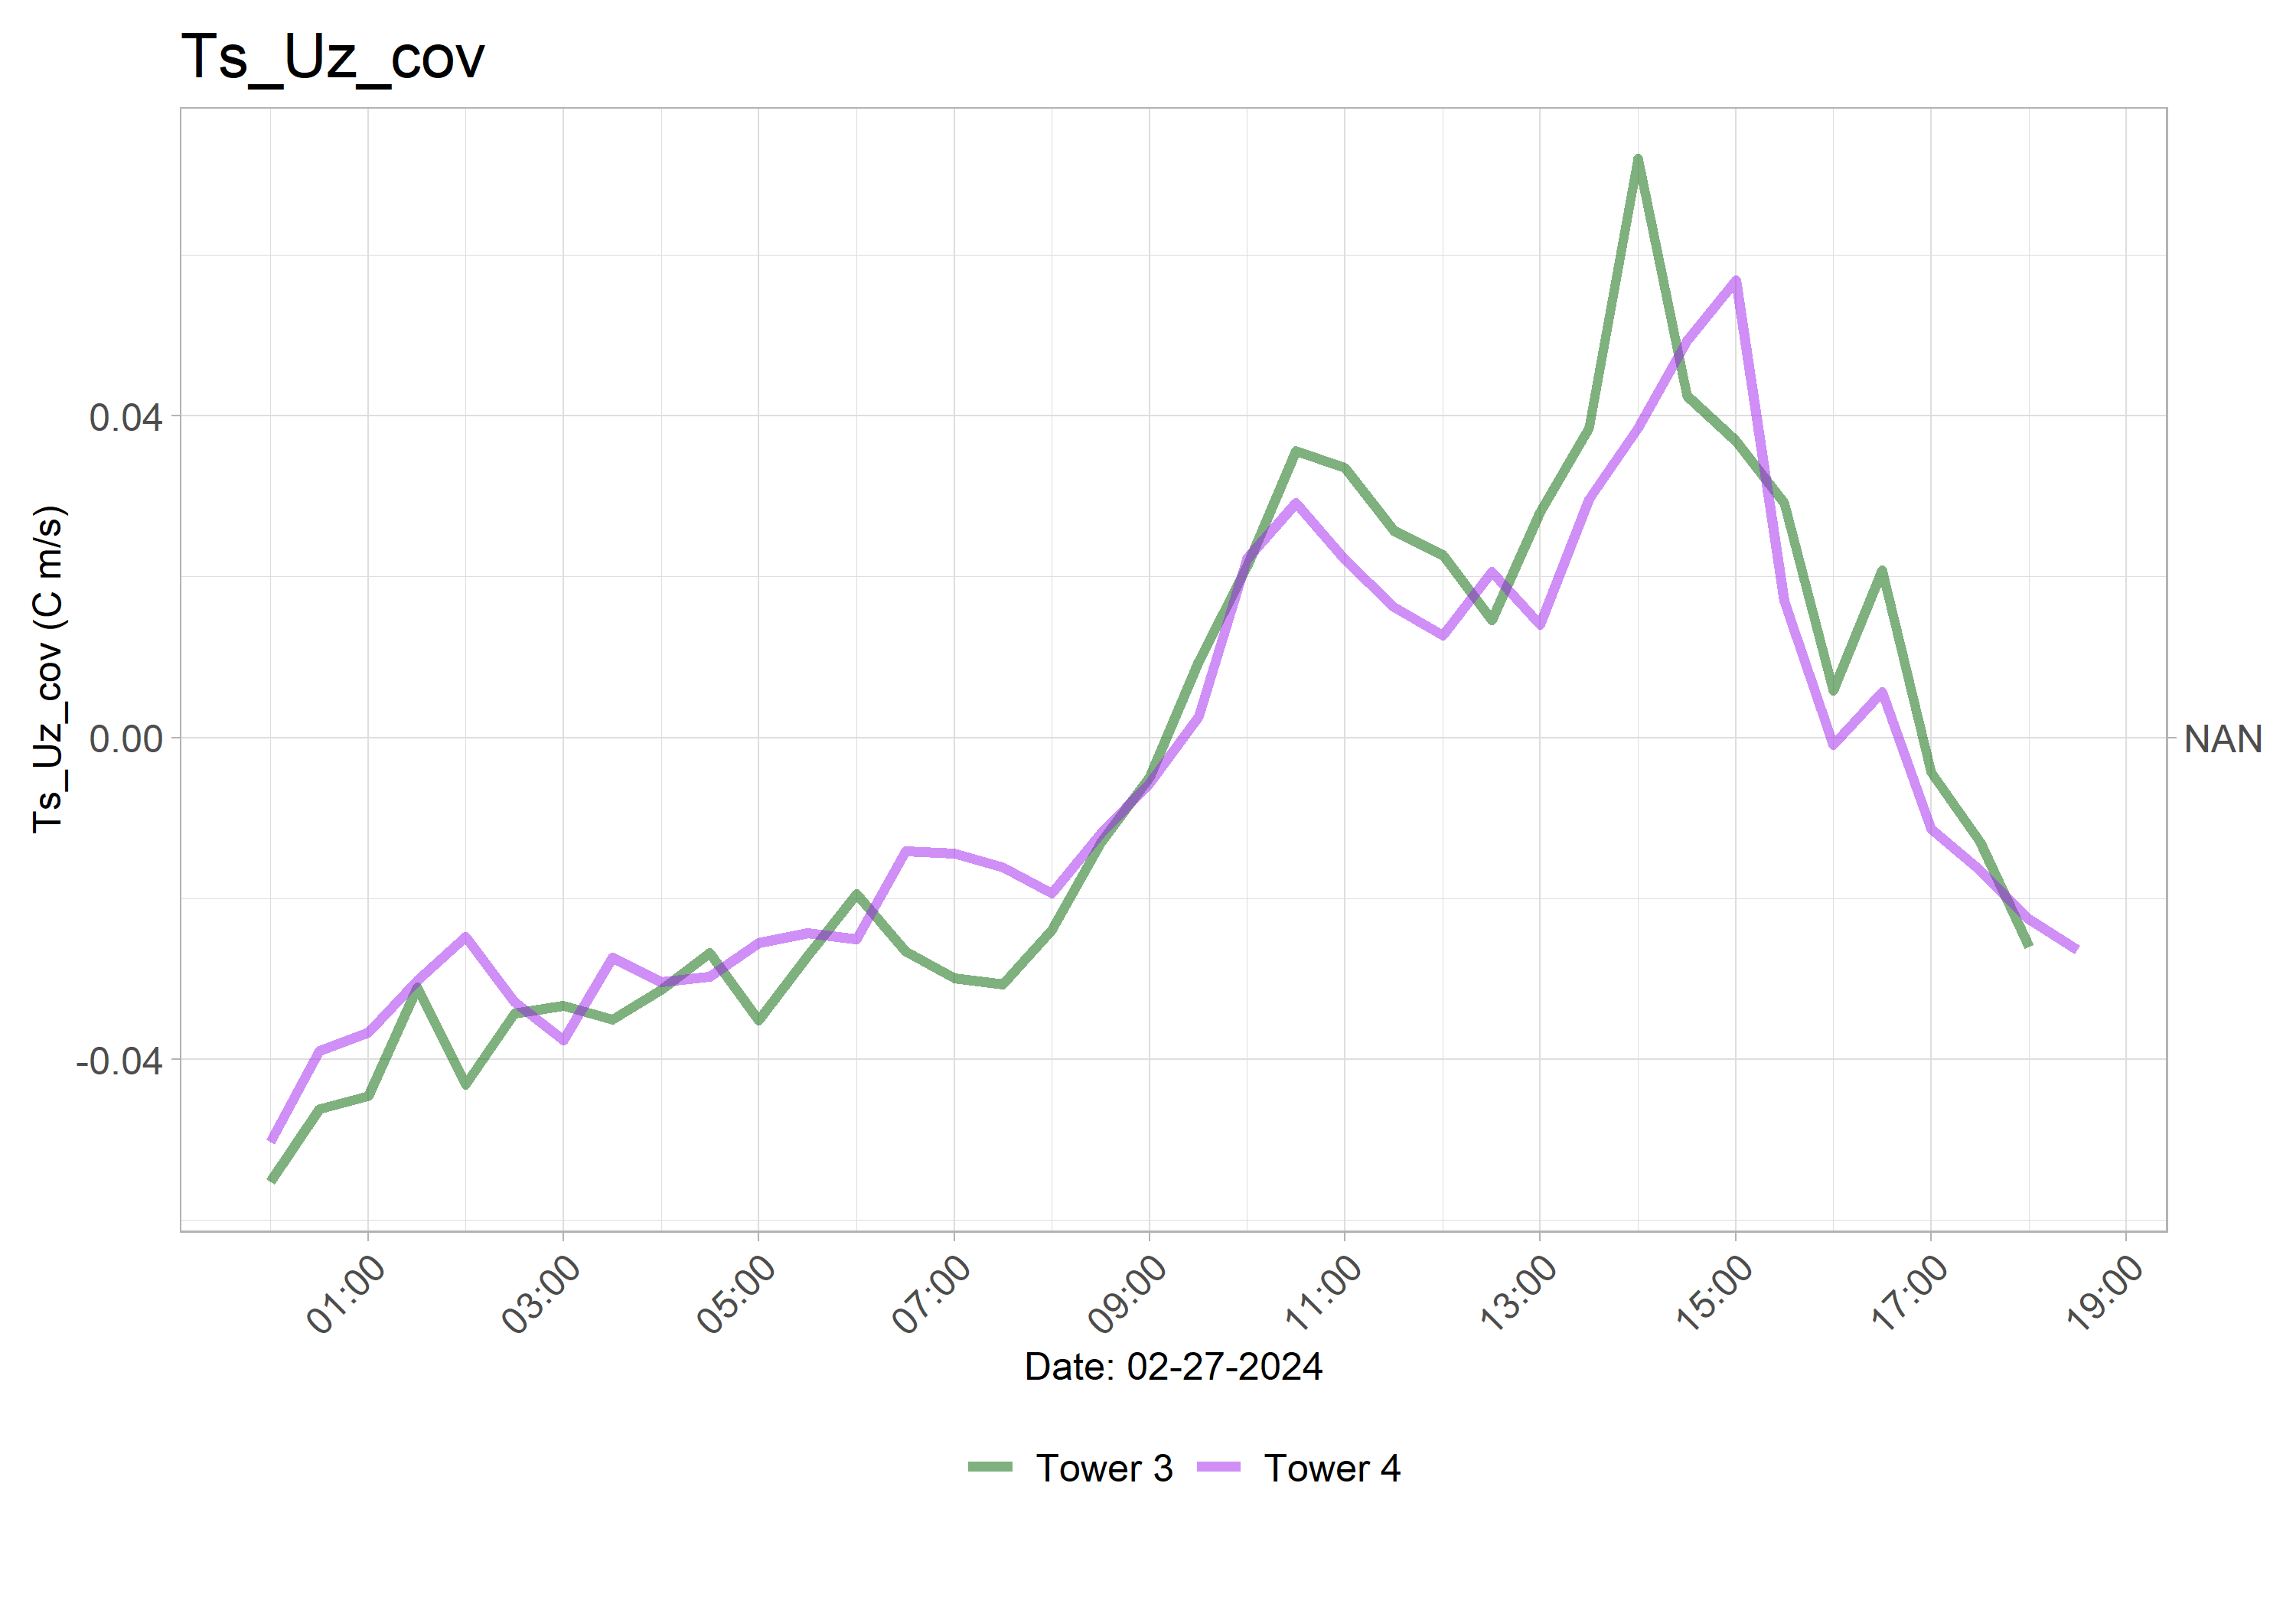 Ts_Uz_cov
Ts_Uz_cov (C m/s)
0.04
0.00
-0.04
NAN
01:00 03:00 05:00 07:00 09:00 11:00 13:00 15:00 17:00 19:00
Date: 02-27-2024
Tower 3 Tower 4